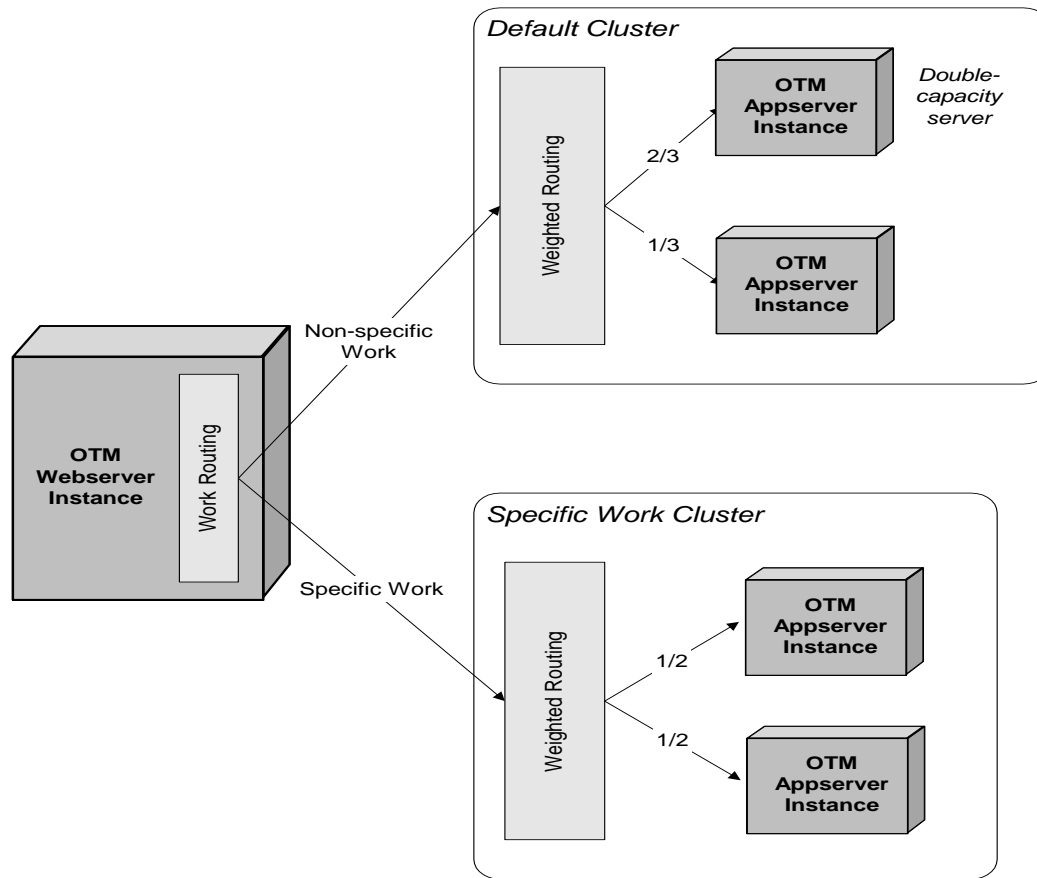 Default Cluster
OTM
Appserver
Instance
Double-
capacity
server
Weighted Routing
2/3
1/3
OTM
Appserver
Instance
Non-specific
Work
OTM
Webserver
Instance
Work Routing
Specific Work
Specific Work Cluster
Weighted Routing
OTM
Appserver
Instance
1/2
1/2
OTM
Appserver
Instance